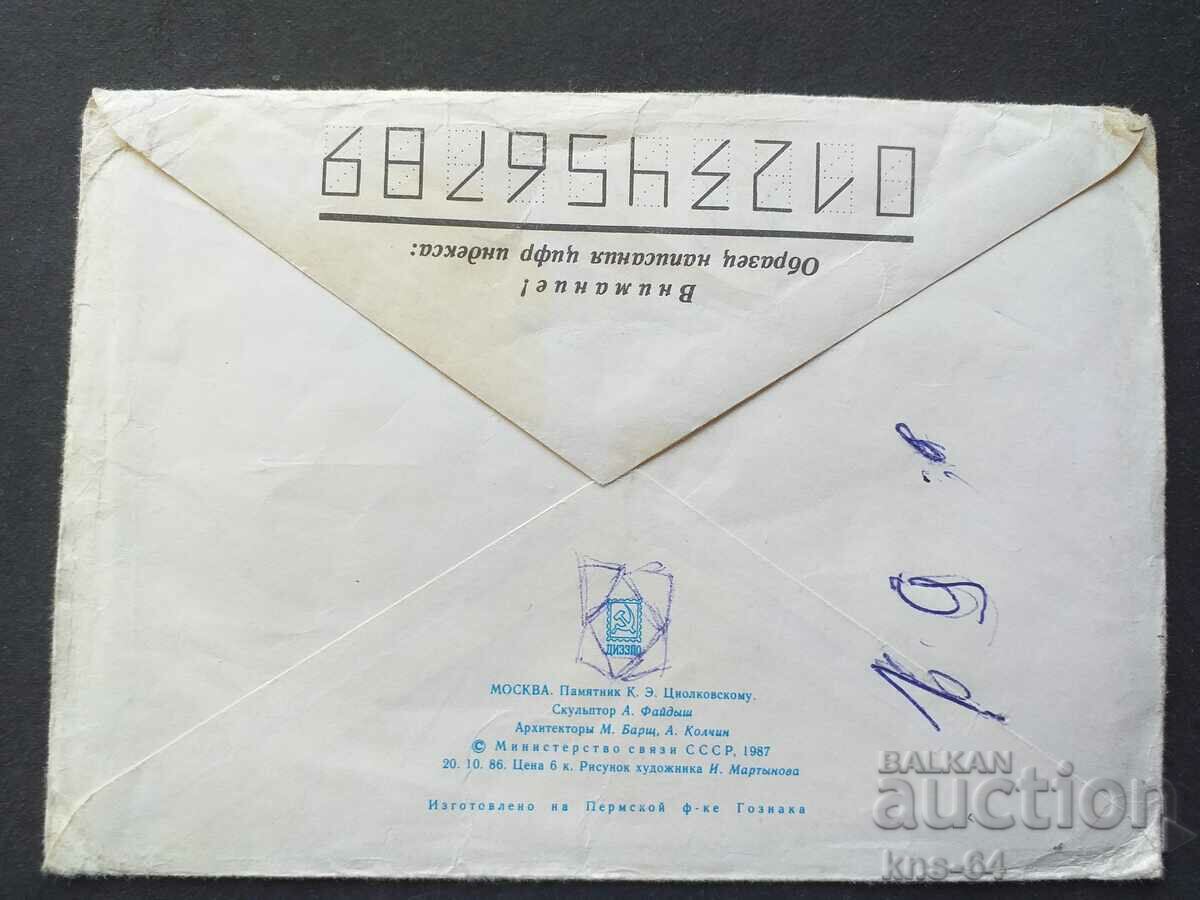 Внимание!
Образец написания цифр индекса:
0123456789
ДИЭЗПО
МОСКВА. Памятник К. Э. Циолковскому.
Скульптор А. Файдыш
Архитекторы М. Барщ, А. Колчин
© Министерство связи СССР, 1987
20. 10. 86. Цена 6 к. Рисунок художника И. Мартынова
Изготовлено на Пермской ф-ке Гознака
BALKAN
auction
kns-64